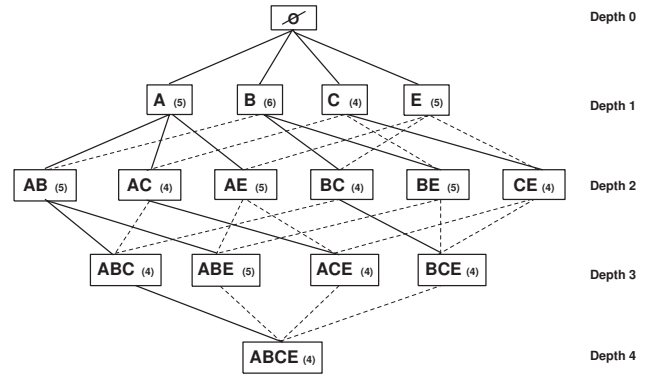 Ø Depth 0
A (5) B (6) C (4) E (5) Depth 1
AB (5) AC (4) AE (5) BC (4) BE (5) CE (4) Depth 2
ABC (4) ABE (5) ACE (4) BCE (4) Depth 3
ABCE (4) Depth 4